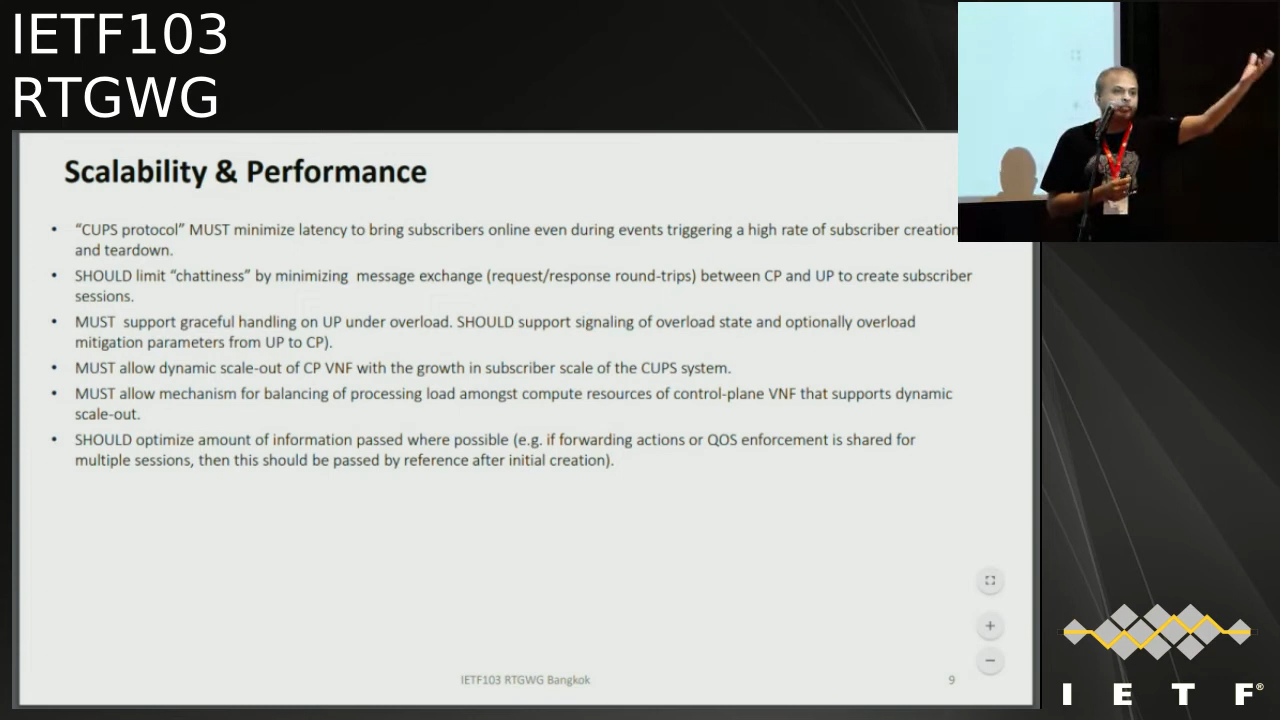 IETF103
RTGWG
Scalability & Performance
• “CUPS protocol” MUST minimize latency to bring subscribers online even during events triggering a high rate of subscriber creation
and teardown.
• SHOULD limit “chattiness” by minimizing  message exchange (request/response round-trips) between CP and UP to create subscriber
sessions.
• MUST  support graceful handling on UP under overload. SHOULD support signaling of overload state and optionally overload
mitigation parameters from UP to CP).
• MUST allow dynamic scale-out of CP VNF with the growth in subscriber scale of the CUPS system.
• MUST allow mechanism for balancing of processing load amongst compute resources of control-plane VNF that supports dynamic
scale-out.
• SHOULD optimize amount of information passed where possible (e.g. if forwarding actions or QOS enforcement is shared for
multiple sessions, then this should be passed by reference after initial creation).
IETF103 RTGWG Bangkok
9
I E T F®